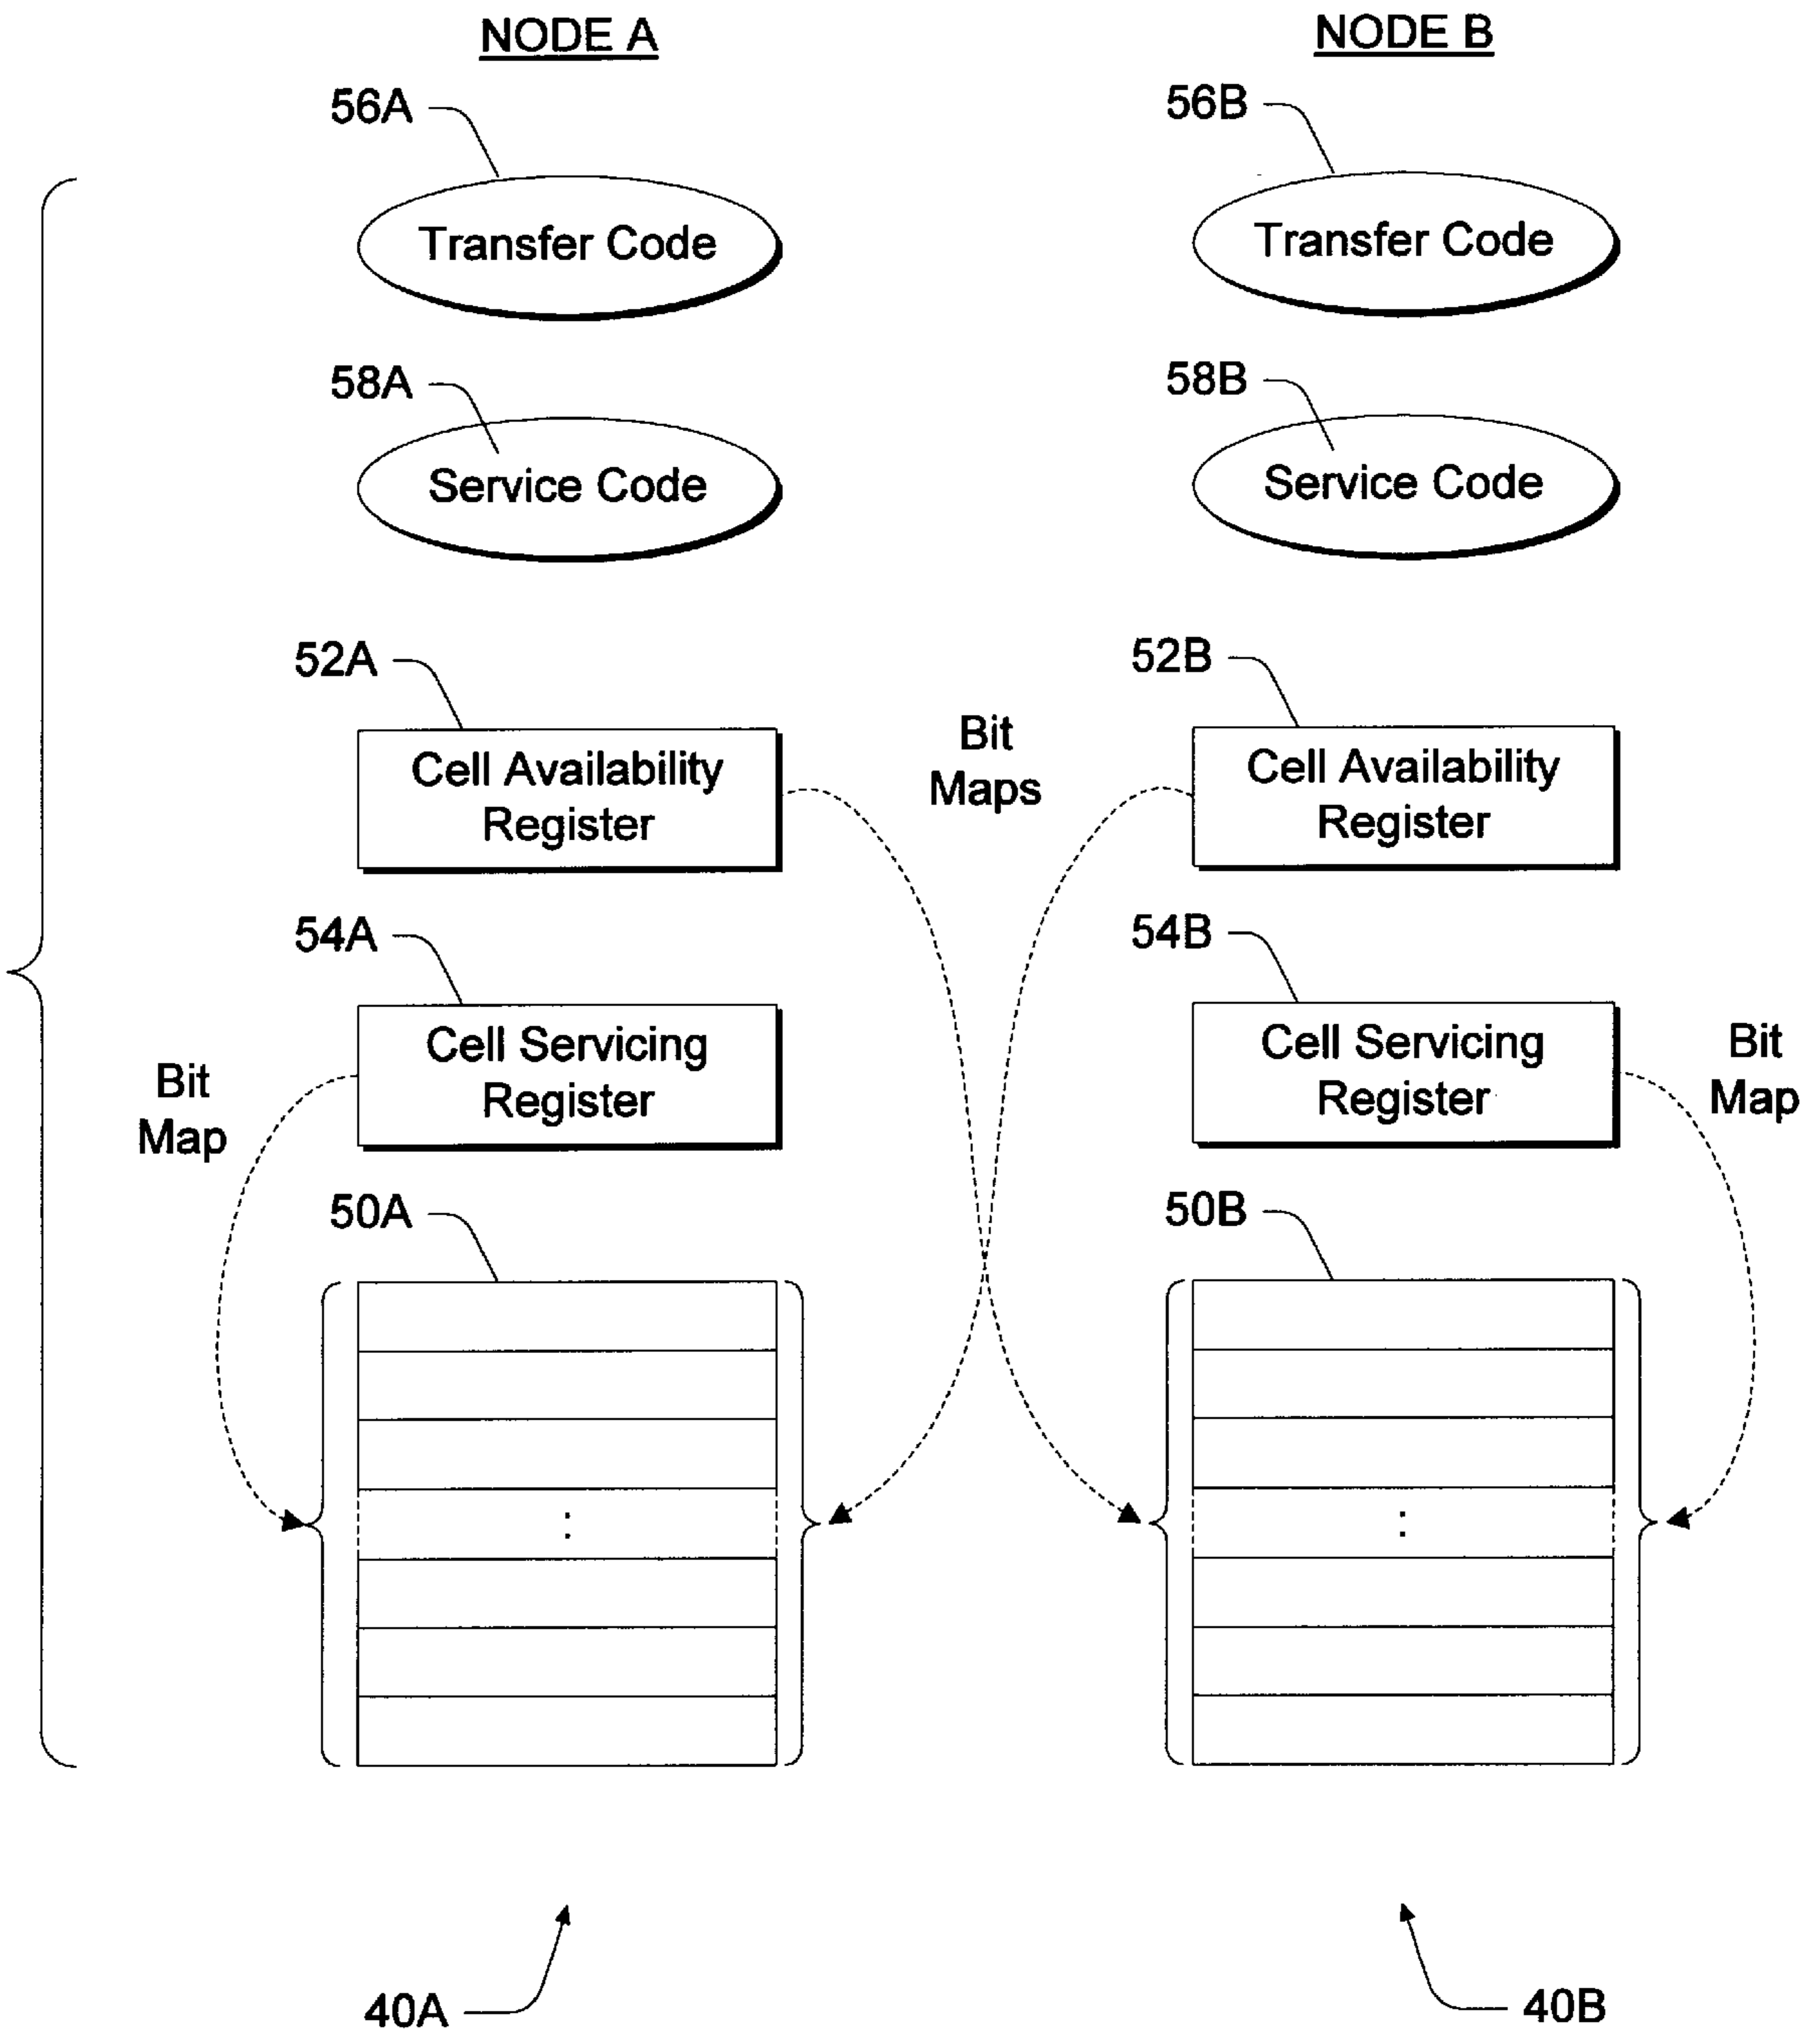 NODE A
NODE B
56A
56B
Transfer Code
Transfer Code
58A
58B
Service Code
Service Code
52A
52B
Cell Availability
Register
Bit
Maps
Cell Availability
Register
54A
54B
Bit
Map
Cell Servicing
Register
Cell Servicing
Register
Bit
Map
50A
50B
:
:
40A
40B